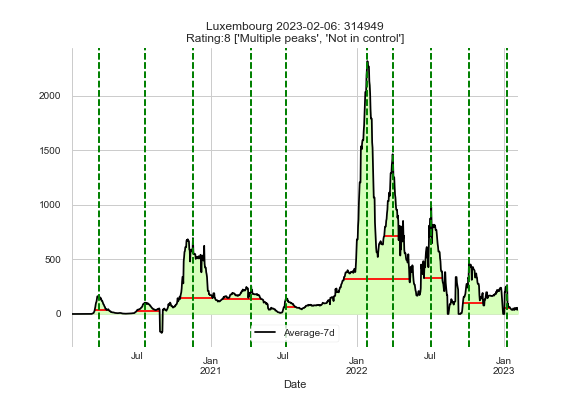 Luxembourg 2023-02-06: 314949
Rating:8 ['Multiple peaks', 'Not in control']
2000
1500
1000
500
0
Average-7d
Jul
Jan
2021
Jul
Jan
2022
Jul
Jan
2023
Date